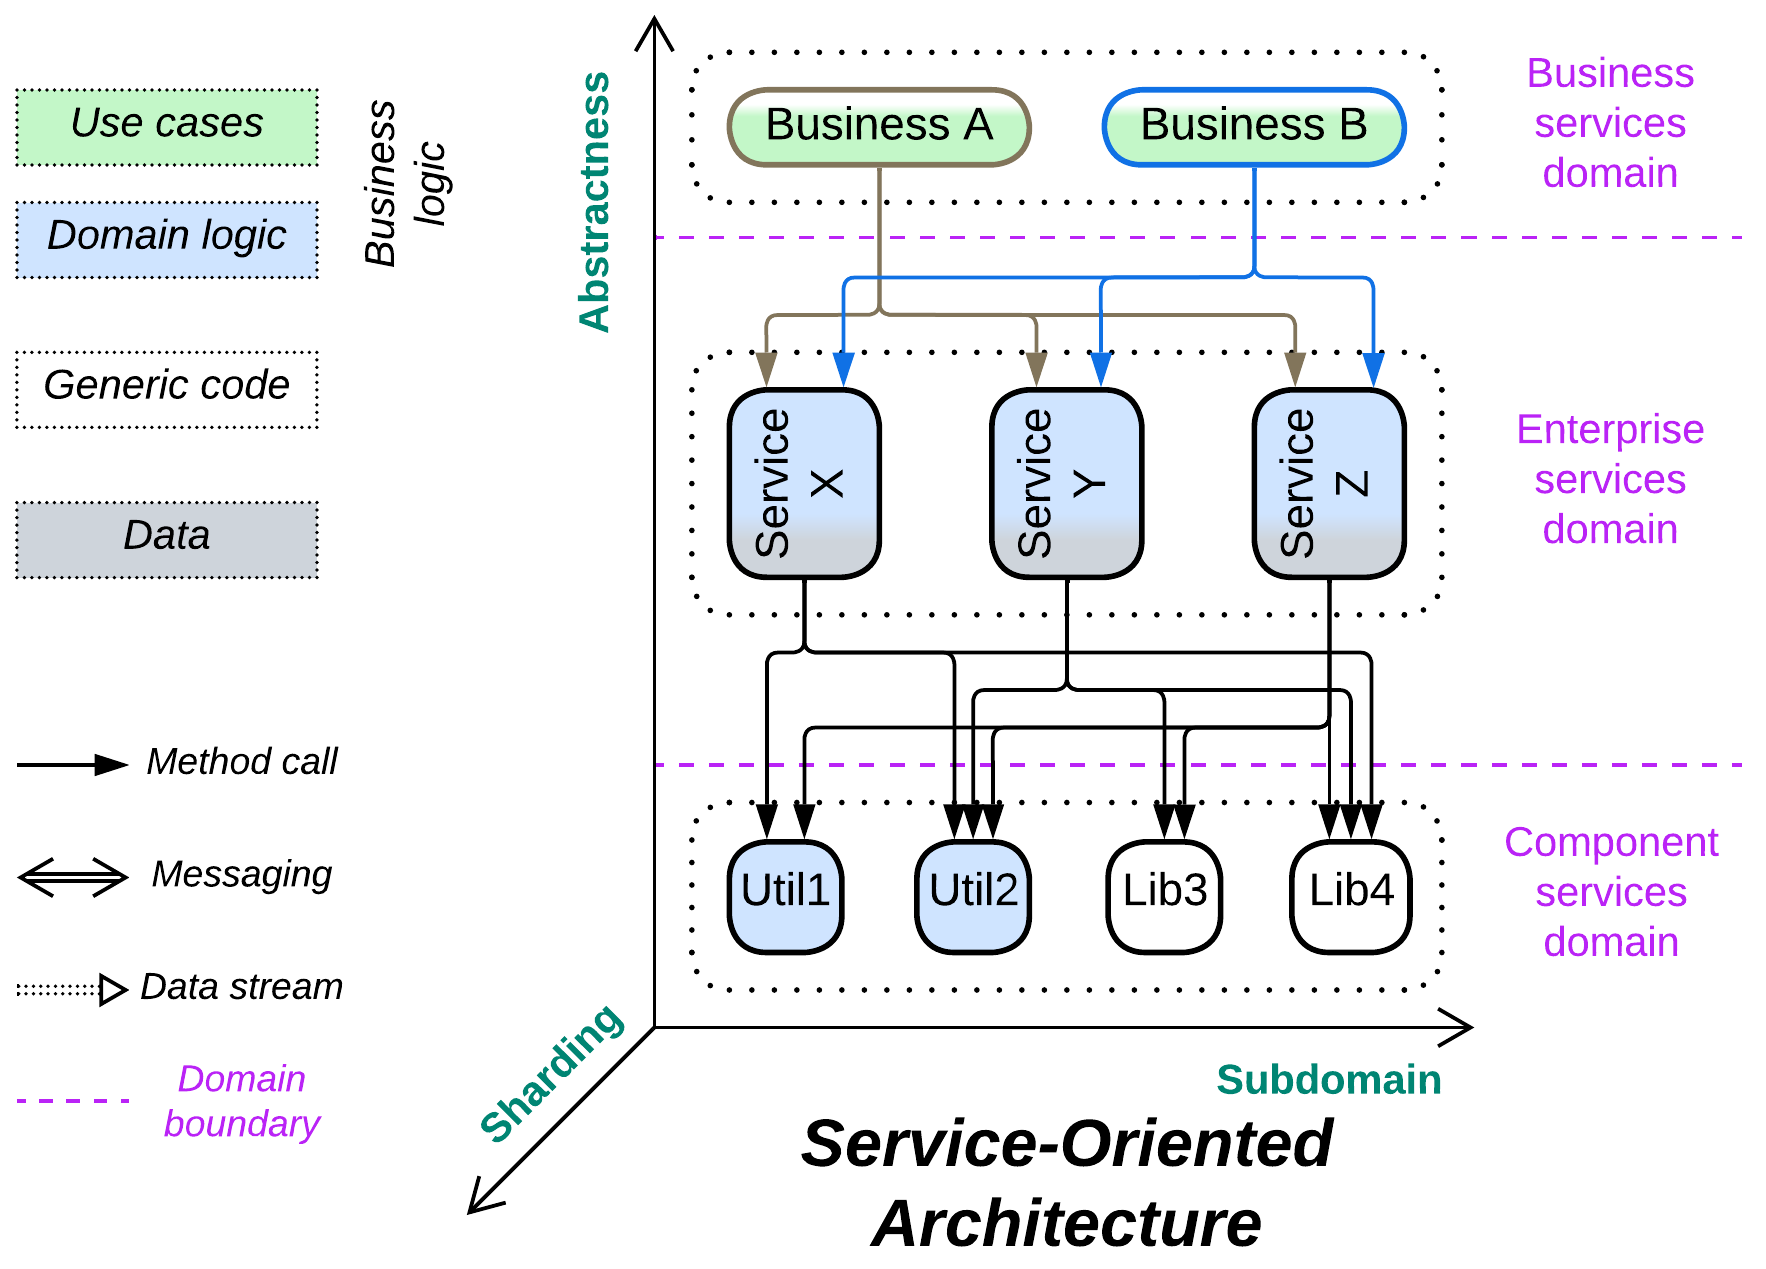 Use cases
Domain logic
Business
logic
Generic code
Data
Method call
Messaging
Data stream
Domain
boundary
Abstractness
Business A
Business B
Business
services
domain
Service
X
Service
Y
Service
Z
Enterprise
services
domain
Util1
Util2
Lib3
Lib4
Component
services
domain
Sharding
Subdomain
Service-Oriented
Architecture